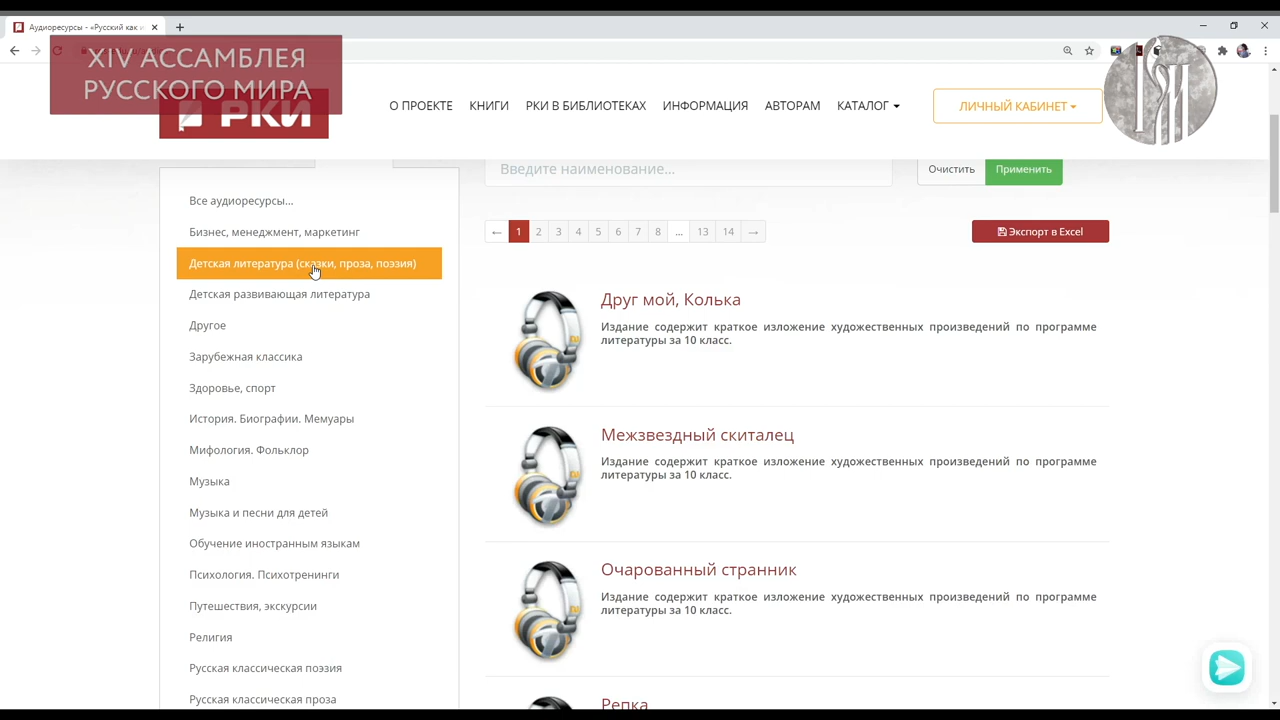 Аудиоресурсы - «Русский как и
XIV АССАМБЛЕЯ
РУССКОГО МИРА
РКИ
О ПРОЕКТЕ КНИГИ РКИ В БИБЛИОТЕКАХ ИНФОРМАЦИЯ АВТОРАМ КАТАЛОГ
ЛИЧНЫЙ КАБИНЕТ
Введите наименование...
Очистить Применить
Все аудиоресурсы...
Бизнес, менеджмент, маркетинг
Детская литература (сказки, проза, поэзия)
Детская развивающая литература
Другое
Зарубежная классика
Здоровье, спорт
История. Биографии. Мемуары
Мифология. Фольклор
Музыка
Музыка и песни для детей
Обучение иностранным языкам
Психология. Психотренинги
Путешествия, экскурсии
Религия
Русская классическая поэзия
Русская классическая проза
← 1 2 3 4 5 6 7 8 ... 13 14 →
Экспорт в Excel
Друг мой, Колька
Издание содержит краткое изложение художественных произведений по программе
литературы за 10 класс.
Межзвездный скиталец
Издание содержит краткое изложение художественных произведений по программе
литературы за 10 класс.
Очарованный странник
Издание содержит краткое изложение художественных произведений по программе
литературы за 10 класс.
Репка